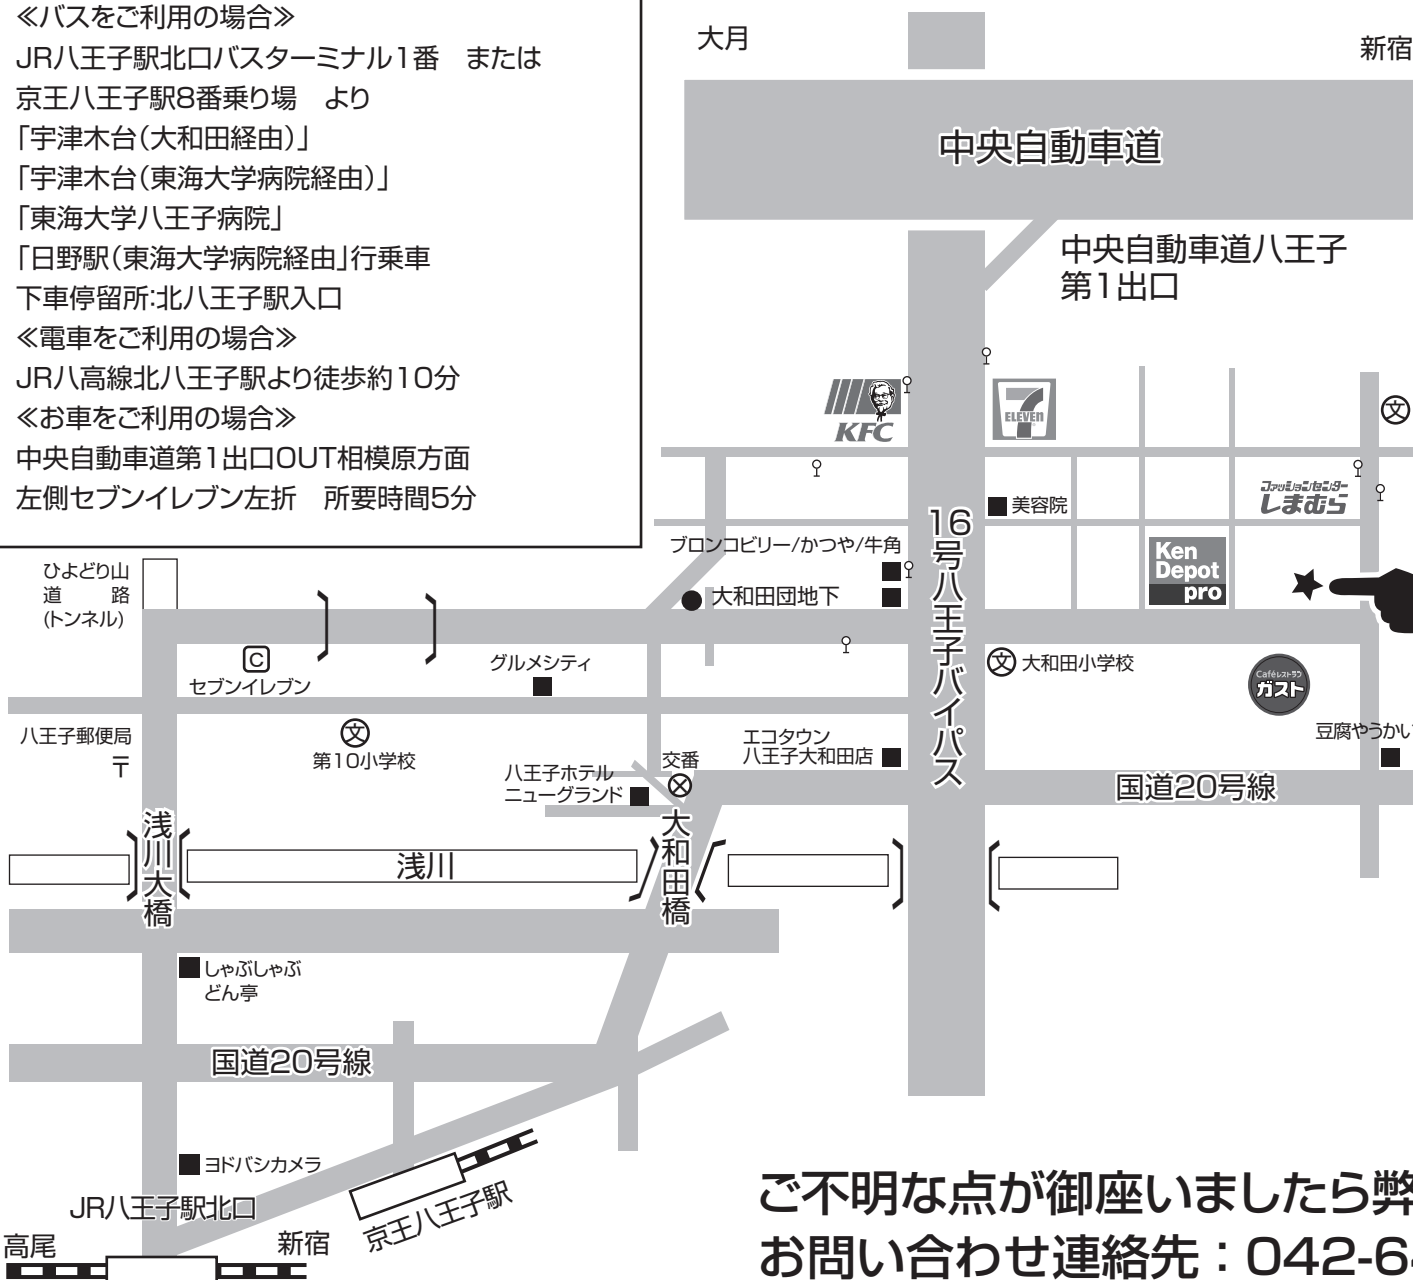 ≪バスをご利用の場合≫
JR八王子駅北口バスターミナル1番　または
京王八王子駅8番乗り場　より
「宇津木台(大和田経由)」
「宇津木台(東海大学病院経由)」
「東海大学八王子病院」
「日野駅(東海大学病院経由」行乗車
下車停留所:北八王子駅入口
≪電車をご利用の場合≫
JR八高線北八王子駅より徒歩約10分
≪お車をご利用の場合≫
中央自動車道第1出口OUT相模原方面
左側セブンイレブン左折　所要時間5分
大月
新宿
中央自動車道
中央自動車道八王子
第1出口
KFC
7
ELEVEN
文
美容院
ファッションセンター
しまむら
16号八王子バイパス
ブロンコビリー/かつや/牛角
大和田団地下
Ken
Depot
pro
ひよどり山
道　路
(トンネル)
C
セブンイレブン
グルメシティ
文 大和田小学校
Caféレストラン
ガスト
八王子郵便局
〒
文
第10小学校
豆腐やうかい
エコタウン
八王子大和田店
交番
八王子ホテル
ニューグランド
国道20号線
浅川大橋
浅川
大和田橋
しゃぶしゃぶ
どん亭
国道20号線
ヨドバシカメラ
JR八王子駅北口
京王八王子駅
高尾
新宿
ご不明な点が御座いましたら弊
お問い合わせ連絡先：042-64